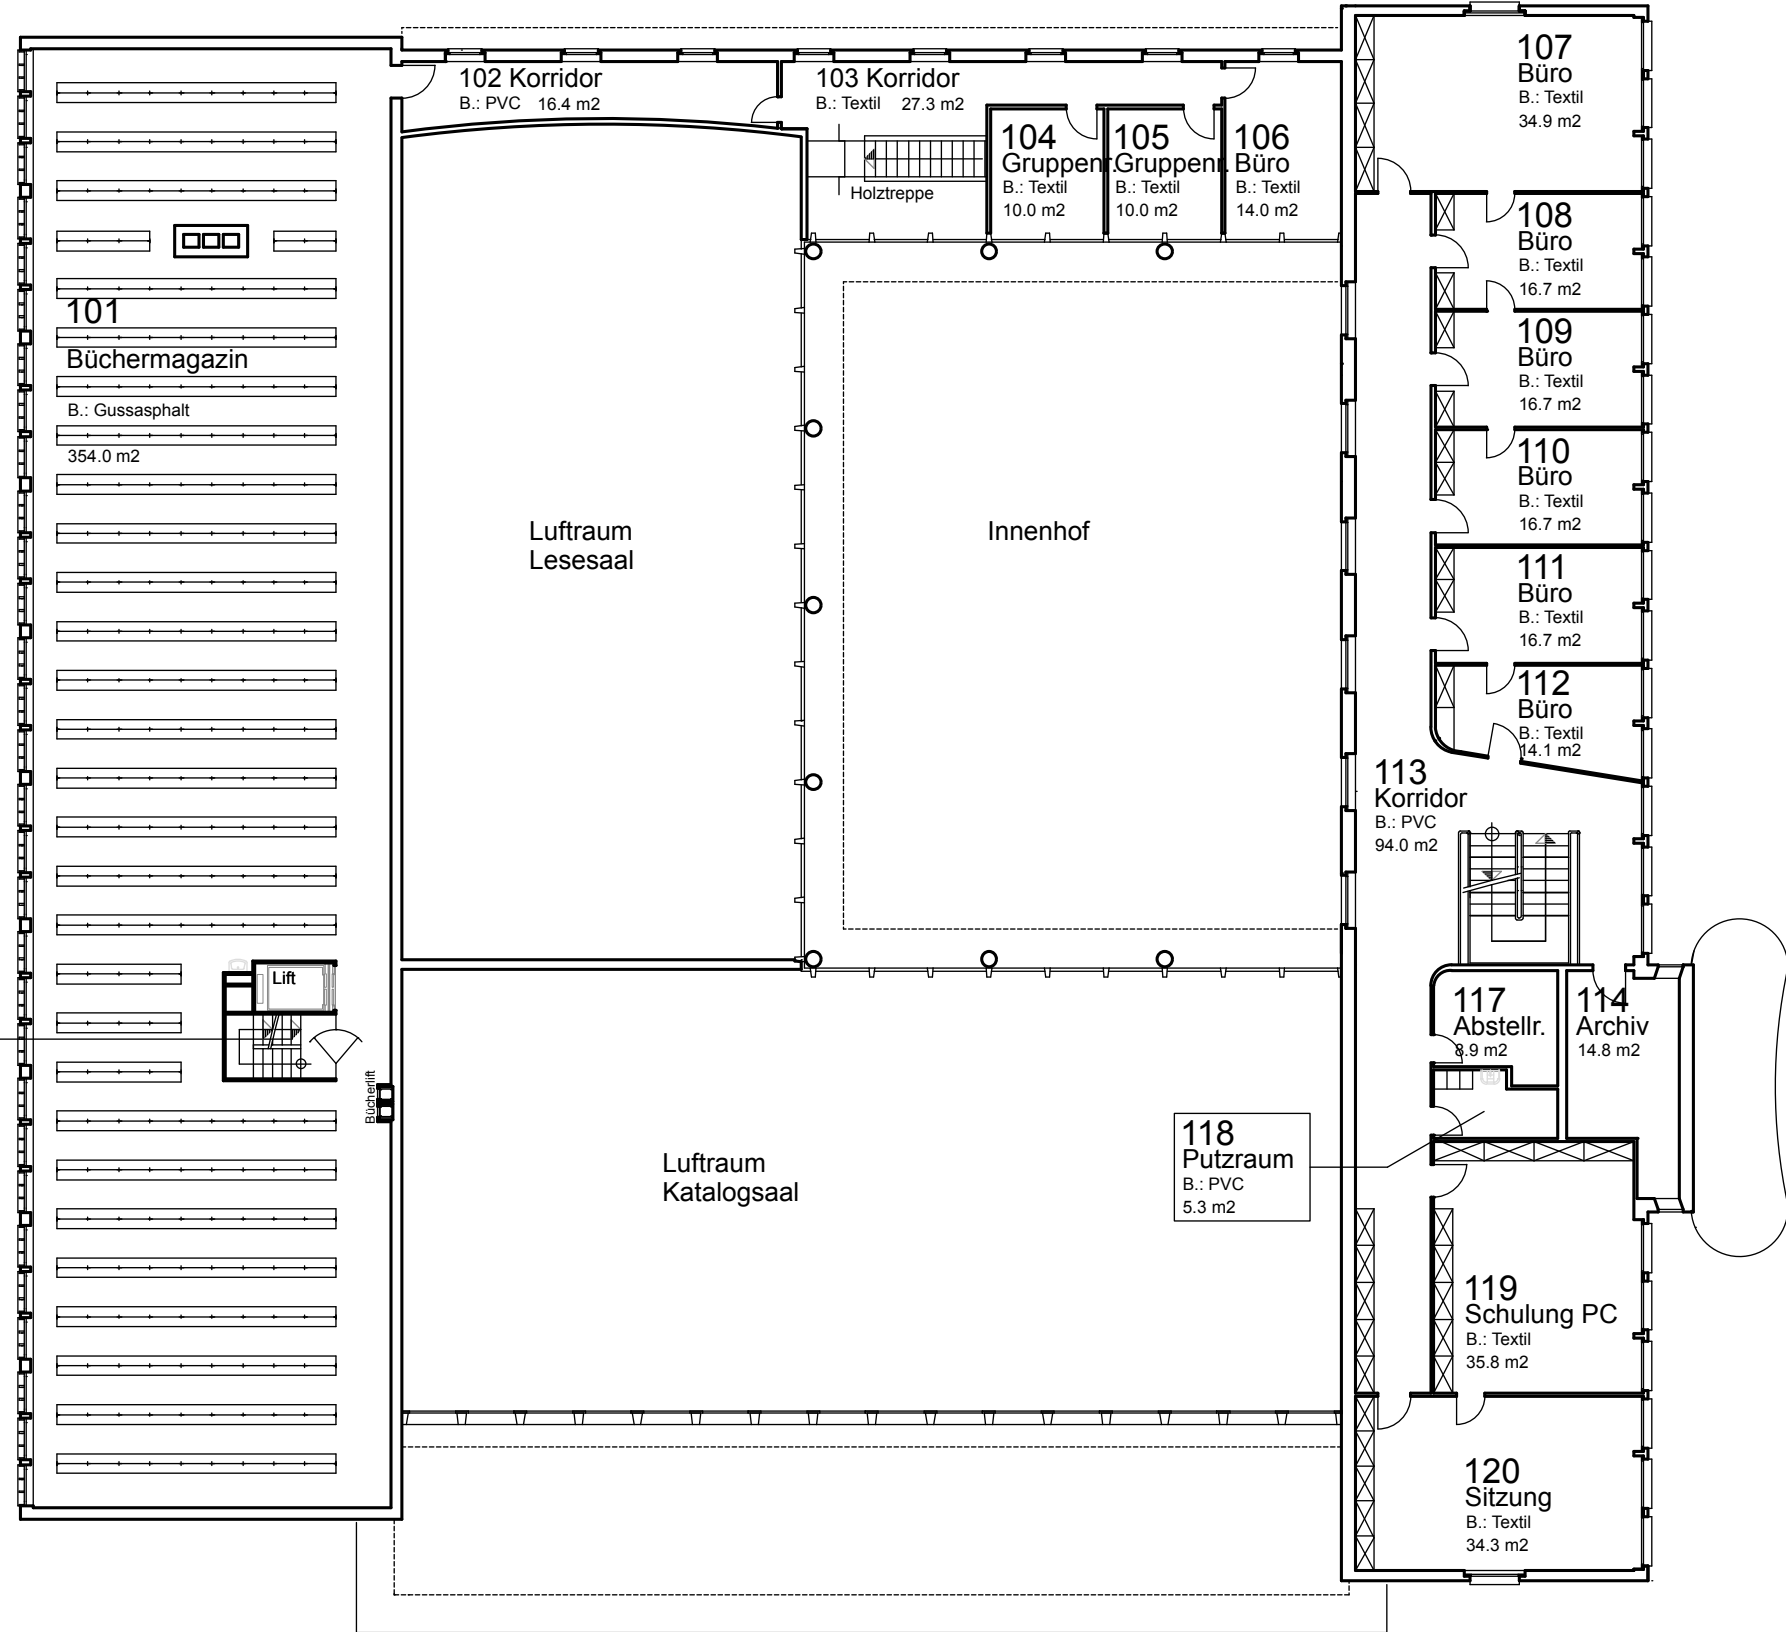 102 Korridor
B.: PVC 16.4 m2
103 Korridor
B.: Textil 27.3 m2
Holztreppe
104
Gruppenr.
B.: Textil
10.0 m2
105
Gruppenr.
B.: Textil
10.0 m2
106
Büro
B.: Textil
14.0 m2
107
Büro
B.: Textil
34.9 m2
108
Büro
B.: Textil
16.7 m2
109
Büro
B.: Textil
16.7 m2
110
Büro
B.: Textil
16.7 m2
111
Büro
B.: Textil
16.7 m2
112
Büro
B.: Textil
14.1 m2
101
Büchermagazin
B.: Gussasphalt
354.0 m2
Luftraum
Lesesaal
Innenhof
113
Korridor
B.: PVC
94.0 m2
Lift
Bücherlift
117
Abstellr.
8.9 m2
114
Archiv
14.8 m2
118
Putzraum
B.: PVC
5.3 m2
Luftraum
Katalogsaal
119
Schulung PC
B.: Textil
35.8 m2
120
Sitzung
B.: Textil
34.3 m2